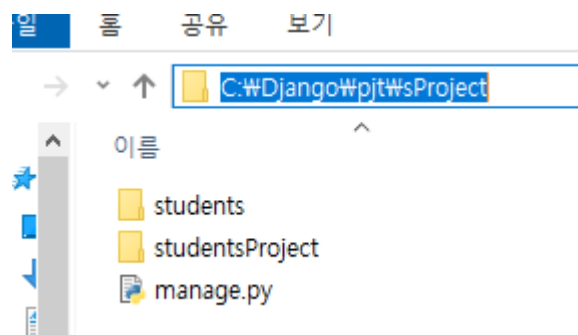 일 홈 공유 보기
C:₩Django₩pjt₩sProject
이름
students
studentsProject
manage.py